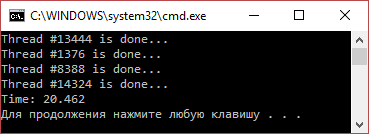 C:\WINDOWS\system32\cmd.exe
Thread #13444 is done...
Thread #1376 is done...
Thread #8388 is done...
Thread #14324 is done...
Time: 20.462
Для продолжения нажмите любую клавишу . . .